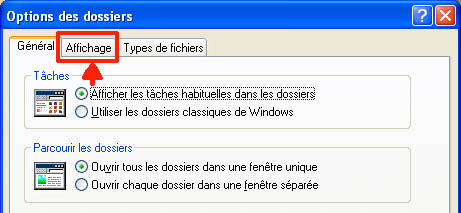 Options des dossiers
Général Affichage Types de fichiers
Tâches
Afficher les tâches habituelles dans les dossiers
Utiliser les dossiers classiques de Windows
Parcourir les dossiers
Ouvrir tous les dossiers dans une fenêtre unique
Ouvrir chaque dossier dans une fenêtre séparée